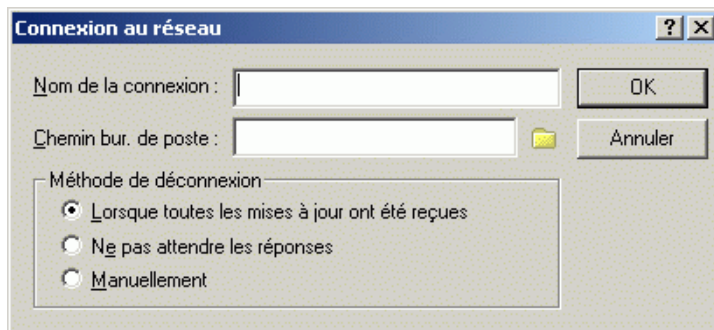 Connexion au réseau
Nom de la connexion :
OK
Chemin bur. de poste :
Annuler
Méthode de déconnexion
Lorsque toutes les mises à jour ont été reçues
Ne pas attendre les réponses
Manuellement